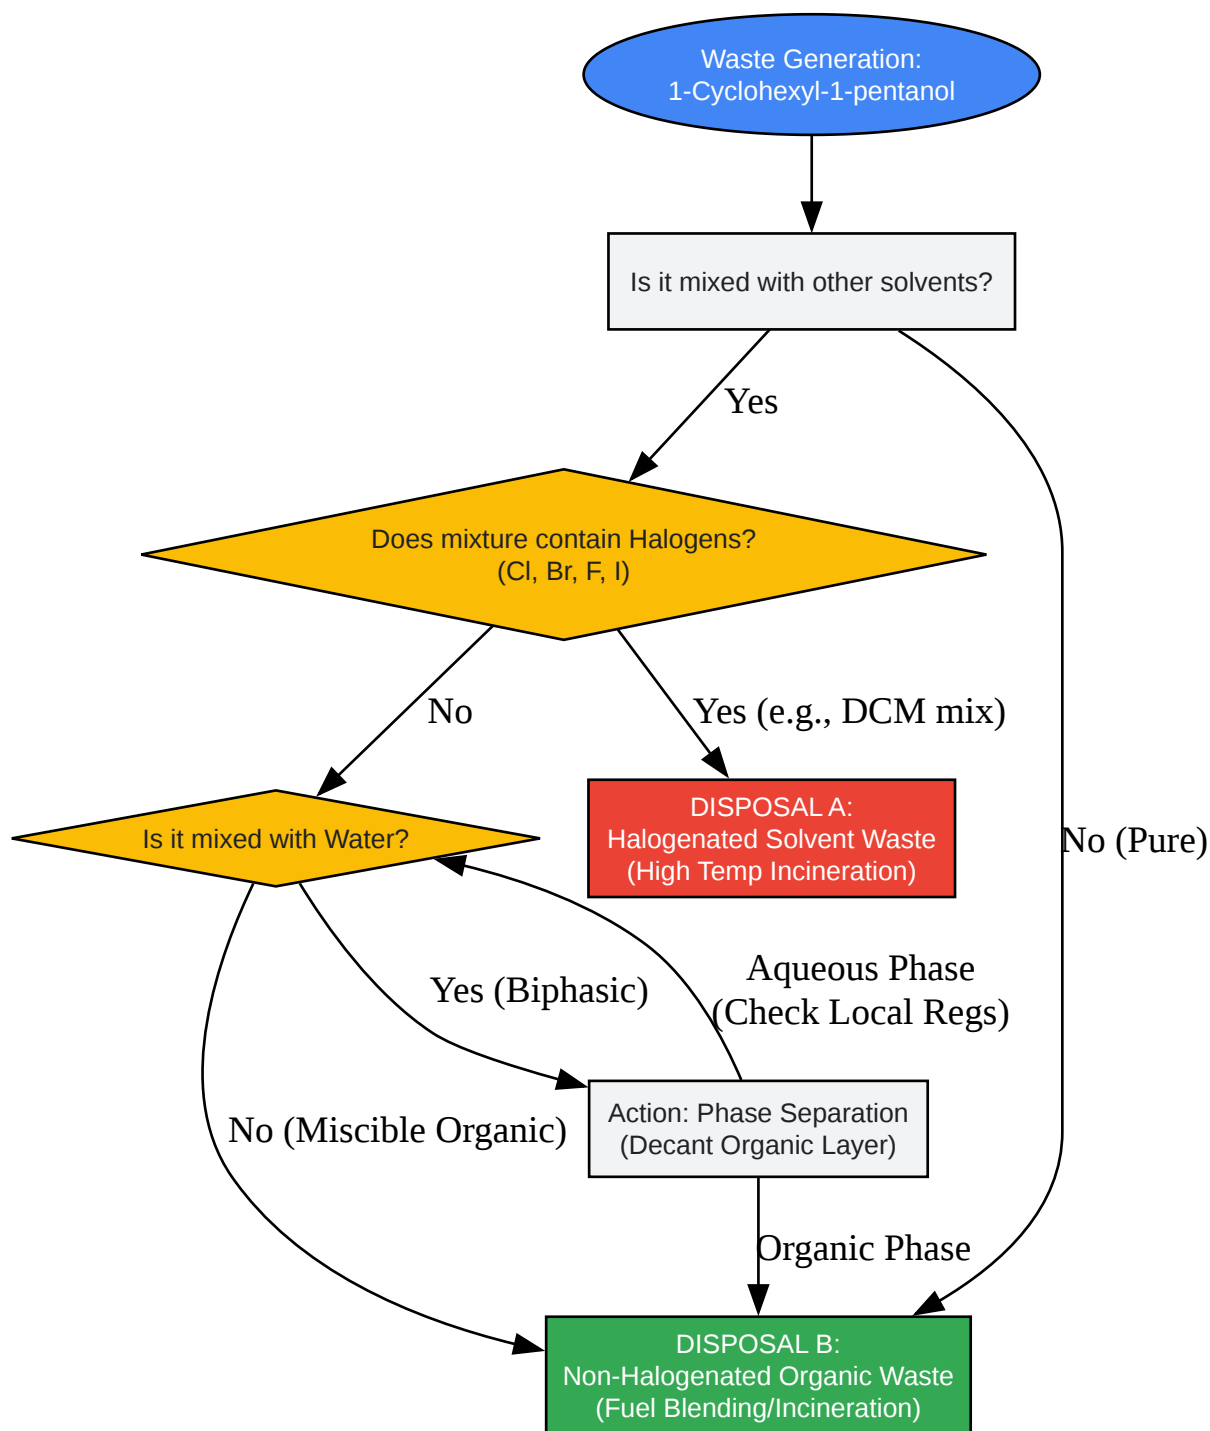 Waste Generation:
1-Cyclohexyl-1-pentanol
Is it mixed with other solvents?
Yes
Does mixture contain Halogens?
(Cl, Br, F, I)
No
Yes (e.g., DCM mix)
DISPOSAL A:
Halogenated Solvent Waste
(High Temp Incineration)
Is it mixed with Water?
No (Pure)
Aqueous Phase
(Check Local Regs)
Yes (Biphasic)
Action: Phase Separation
(Decant Organic Layer)
No (Miscible Organic)
Organic Phase
DISPOSAL B:
Non-Halogenated Organic Waste
(Fuel Blending/Incineration)